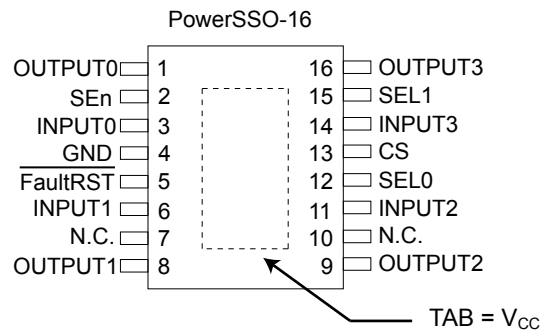 PowerSSO-16
OUTPUT0 1 16 OUTPUT3
SEn 2 15 SEL1
INPUT0 3 14 INPUT3
GND 4 13 CS
FaultRST 5 12 SEL0
INPUT1 6 11 INPUT2
N.C. 7 10 N.C.
OUTPUT1 8 9 OUTPUT2
TAB = VCC